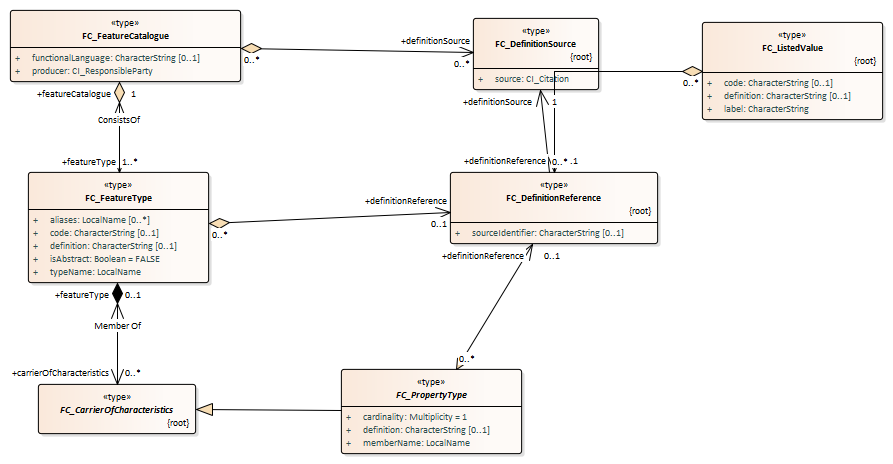 «type»
FC_FeatureCatalogue
+ functionalLanguage: CharacterString [0..1]
+ producer: CI_ResponsibleParty
0..*
+definitionSource
0..*
«type»
FC_DefinitionSource
{root}
+ source: CI_Citation
«type»
FC_ListedValue
{root}
+ code: CharacterString [0..1]
+ definition: CharacterString [0..1]
+ label: CharacterString
0..*
+featureCatalogue 1
ConsistsOf
+featureType 1..*
+definitionSource 1
+definitionReference 0..* .1
«type»
FC_FeatureType
+ aliases: LocalName [0..*]
+ code: CharacterString [0..1]
+ definition: CharacterString [0..1]
+ isAbstract: Boolean = FALSE
+ typeName: LocalName
0..*
+definitionReference
0..1
«type»
FC_DefinitionReference
{root}
+ sourceIdentifier: CharacterString [0..1]
+definitionReference 0..1
+featureType 0..1
Member Of
+carrierOfCharacteristics 0..*
0..*
«type»
FC_CarrierOfCharacteristics
{root}
«type»
FC_PropertyType
+ cardinality: Multiplicity = 1
+ definition: CharacterString [0..1]
+ memberName: LocalName